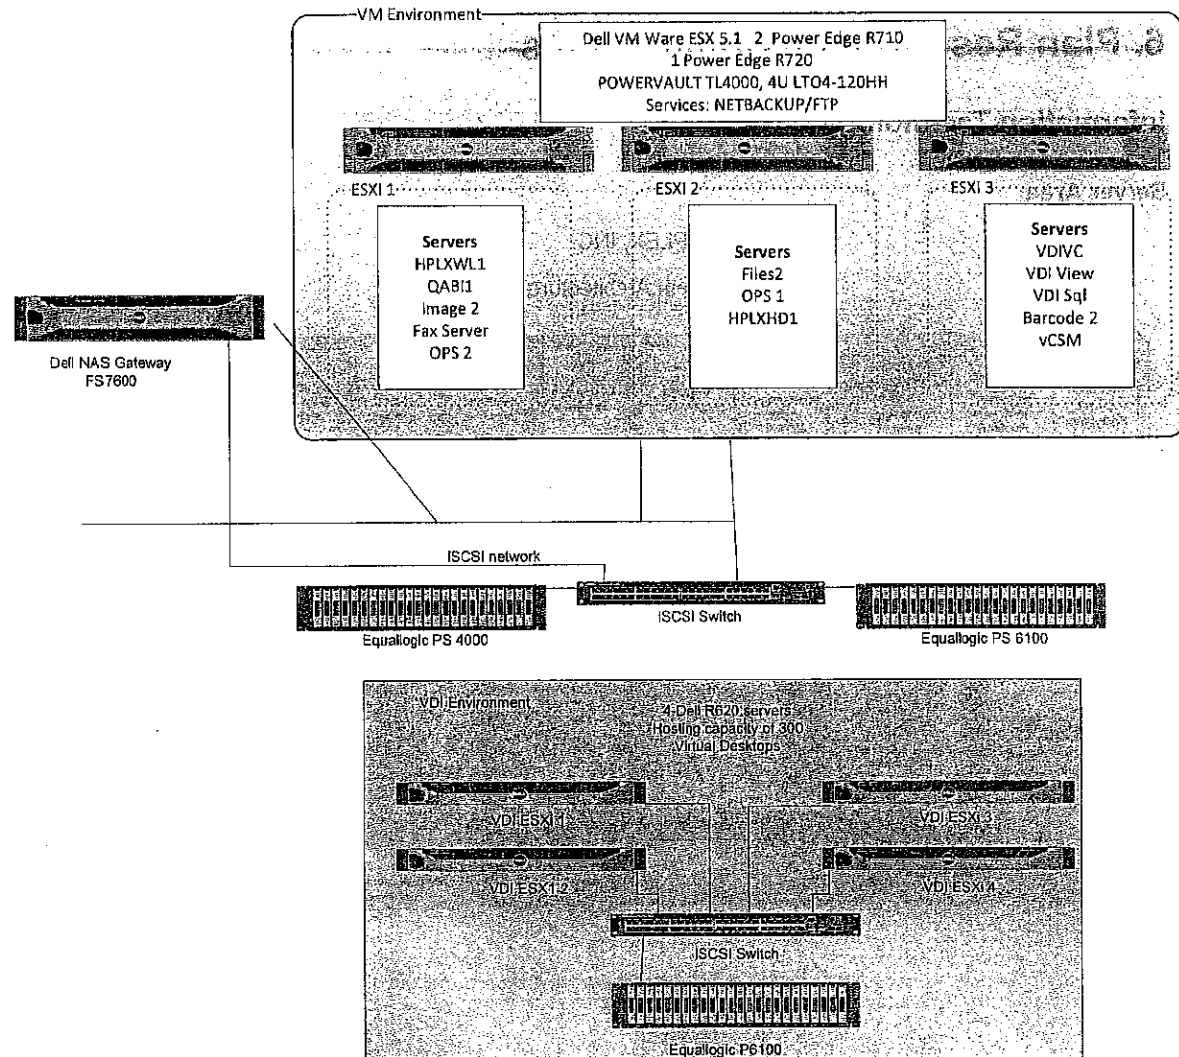 VM Environment
Dell VM Ware ESX 5.1 2 Power Edge R710
1 Power Edge R720
POWERVAULT TL4000, 4U LTO4-120HH
Services: NETBACKUP/FTP
ESXI 1
ESXI 2
ESXI 3
Servers
HPLXWL1
QABI1
Image 2
Fax Server
OPS 2
Servers
Files2
OPS 1
HPLXHD1
Servers
VDIVC
VDI View
VDI Sql
Barcode 2
vCSM
Dell NAS Gateway
FS7600
ISCSI network
ISCSI Switch
Equallogic PS 4000
Equallogic PS 6100
VDI Environment
4-Dell R620 servers
Hosting capacity of 300
Virtual Desktops
VDI ESXi 1
VDI ESXi 3
VDI ESX1 2
VDI ESXi 4
ISCSI Switch
Equallogic P6100